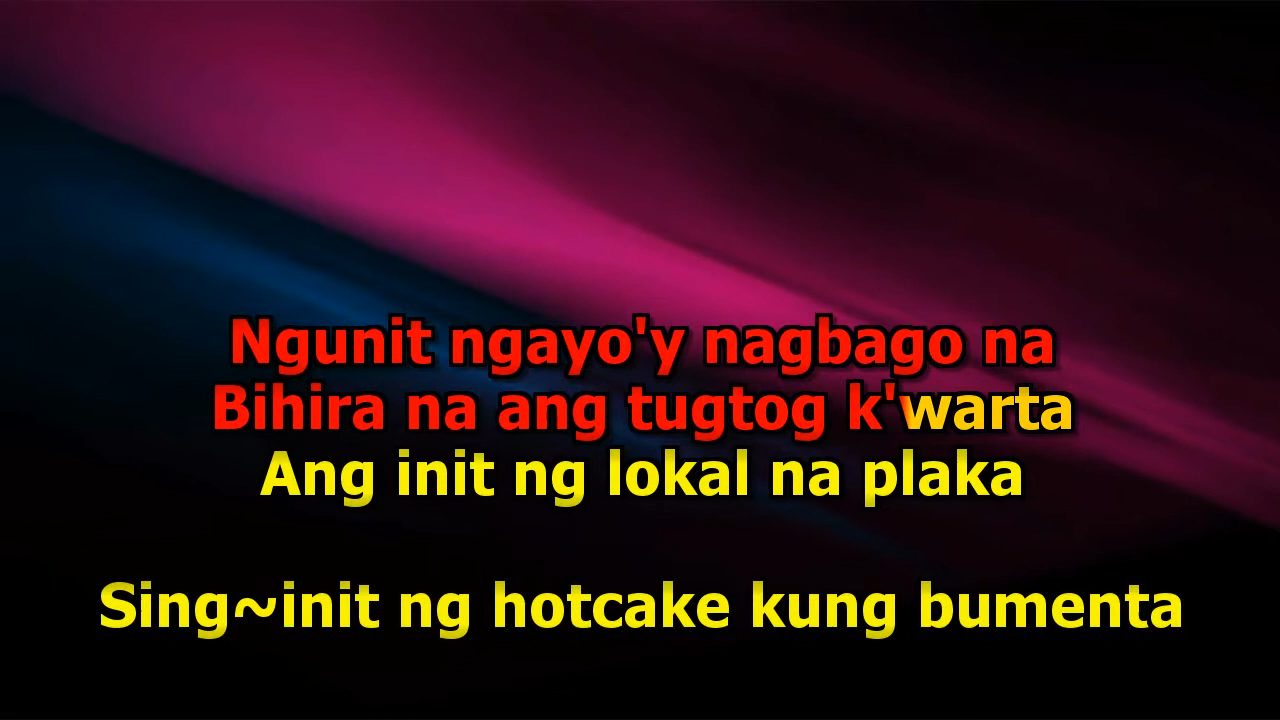 Ngunit ngayo'y nagbago na
Bihira na ang tugtog k'warta
Ang init ng lokal na plaka
Sing~init ng hotcake kung bumenta